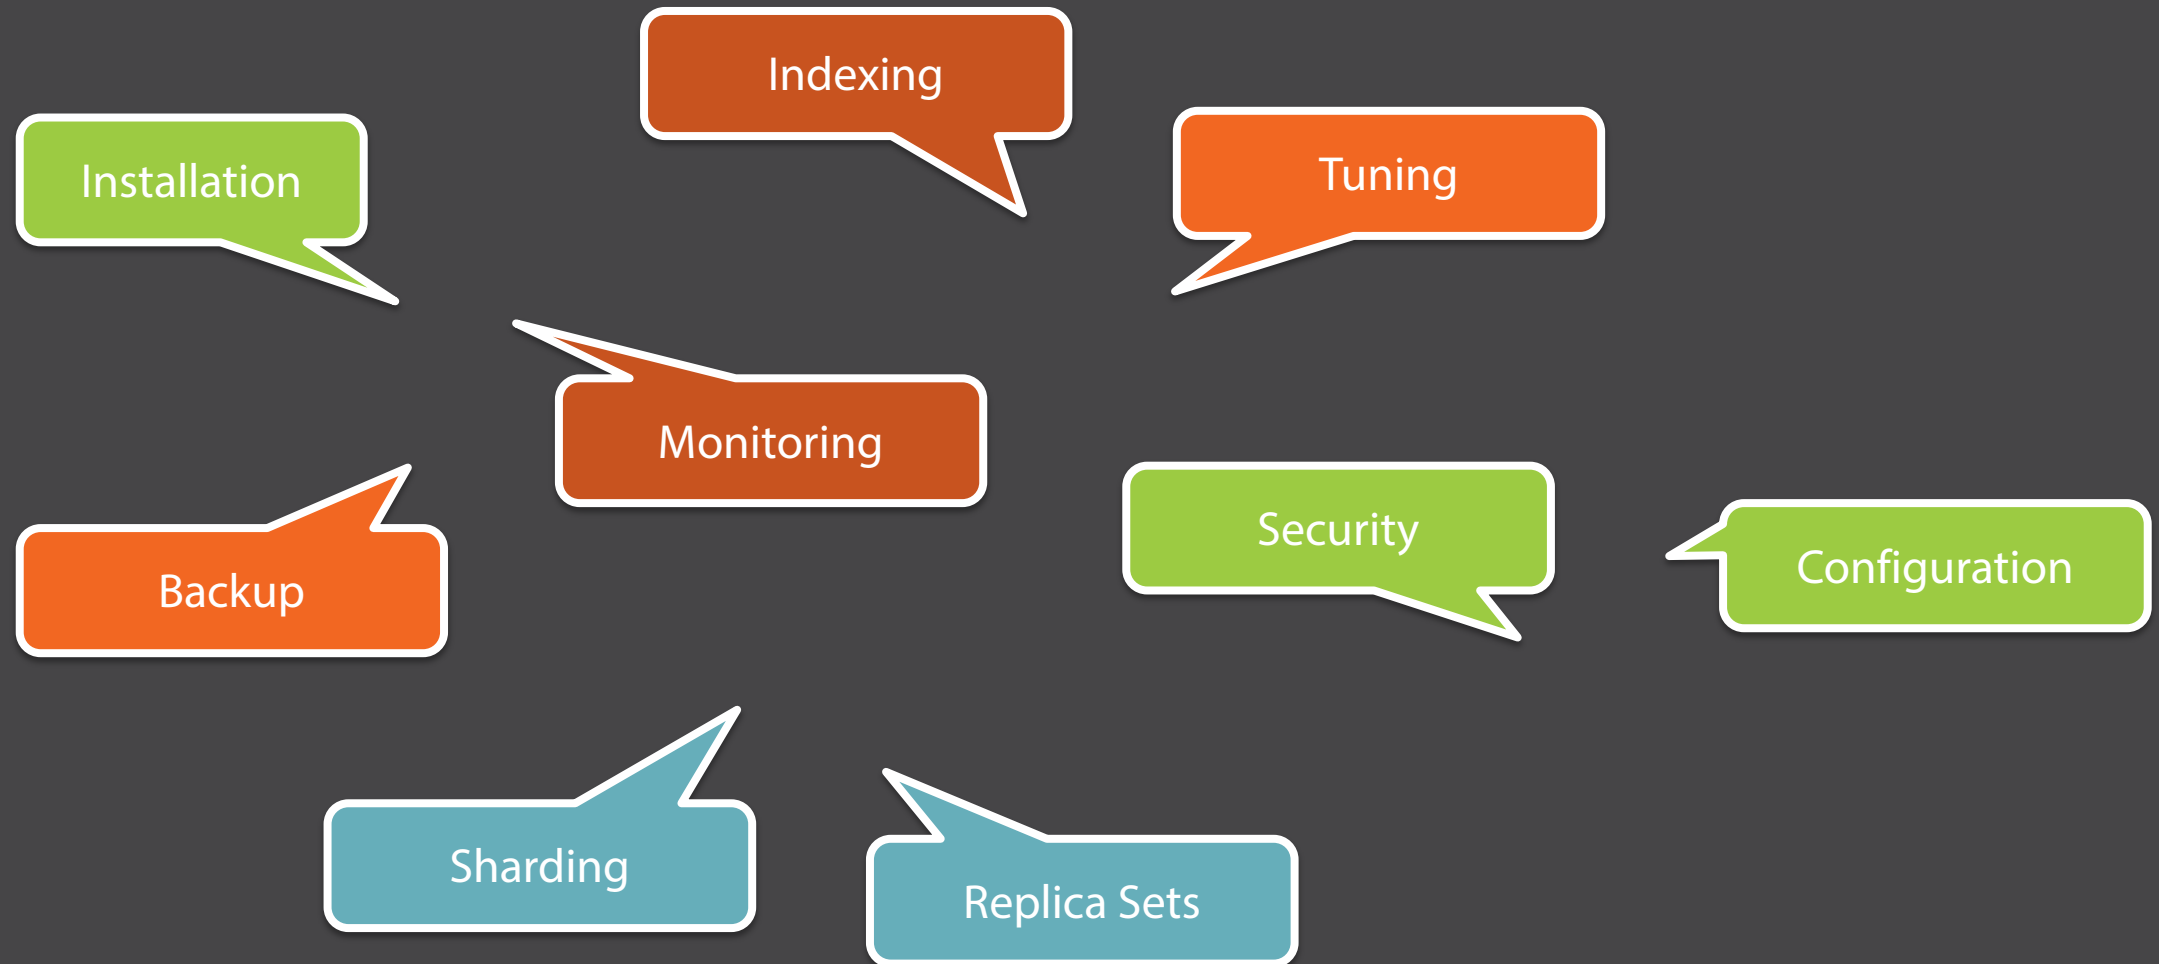 Indexing
Installation
Tuning
Monitoring
Security
Configuration
Backup
Sharding
Replica Sets